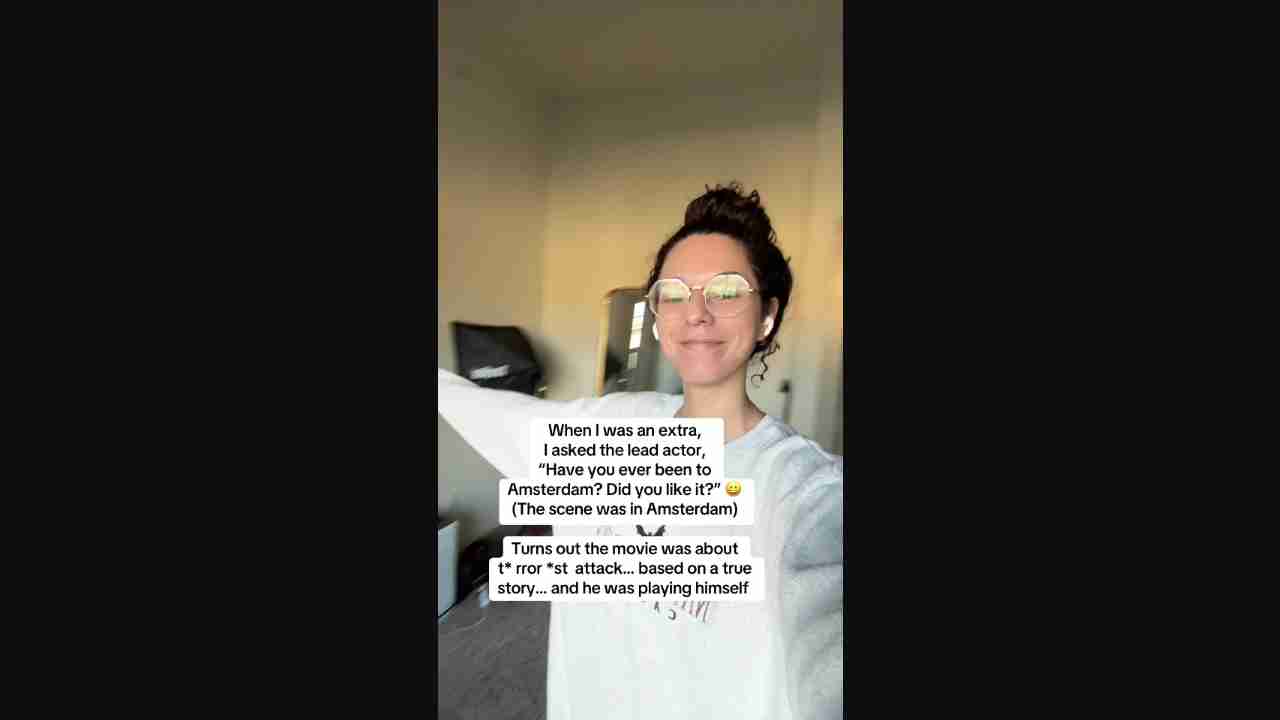 When I was an extra,
I asked the lead actor,
“Have you ever been to
Amsterdam? Did you like it?” 😄
(The scene was in Amsterdam)
Turns out the movie was about
t* rror *st attack... based on a true
story... and he was playing himself